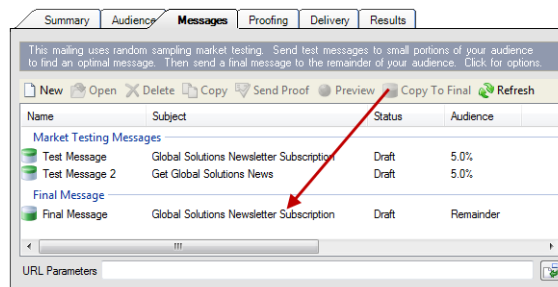 Summary Audience Messages Proofing Delivery Results
This mailing uses random sampling market testing. Send test messages to small portions of your audience
to find an optimal message. Then send a final message to the remainder of your audience. Click for options.
New Open Delete Copy Send Proof Preview Copy To Final Refresh
Name Subject Status Audience
Market Testing Messages
Test Message Global Solutions Newsletter Subscription Draft 5.0%
Test Message 2 Get Global Solutions News Draft 5.0%
Final Message
Final Message Global Solutions Newsletter Subscription Draft Remainder
URL Parameters